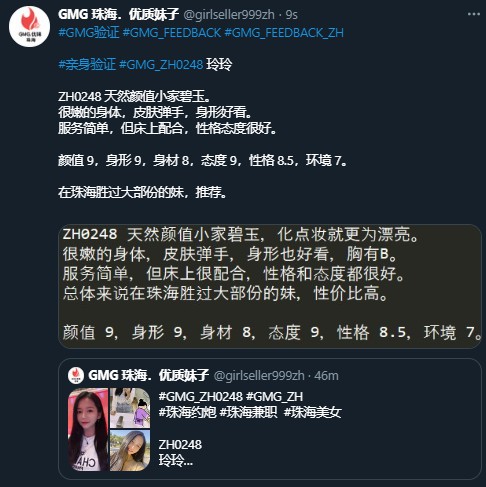 GMG 珠海．优质妹子 @girlseller999zh · 9s
#GMG验证 #GMG_FEEDBACK #GMG_FEEDBACK_ZH
#亲身验证 #GMG_ZH0248 玲玲
ZH0248 天然颜值小家碧玉。
很嫩的身体，皮肤弹手，身形好看。
服务简单，但床上配合，性格态度很好。
颜值 9，身形 9，身材 8，态度 9，性格 8.5，环境 7。
在珠海胜过大部份的妹，推荐。
ZH0248 天然颜值小家碧玉，化点妆就更为漂亮。
很嫩的身体，皮肤弹手，身形也好看，胸有B。
服务简单，但床上很配合，性格和态度都很好。
总体来说在珠海胜过大部份的妹，性价比高。
颜值 9，身形 9，身材 8，态度 9，性格 8.5，环境 7。
GMG 珠海．优质妹子 @girlseller999zh · 46m
#GMG_ZH0248 #GMG_ZH
#珠海约炮 #珠海兼职 #珠海美女
ZH0248
玲玲...